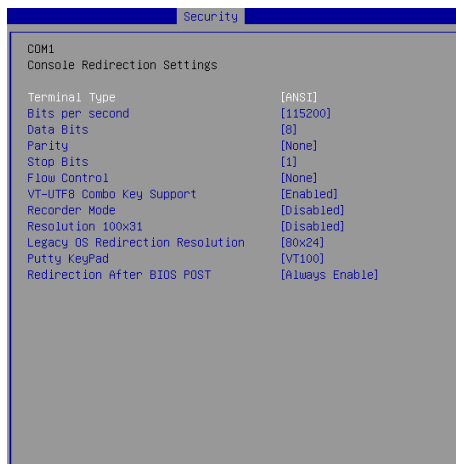 Security
COM1
Console Redirection Settings
Terminal Type [ANSI]
Bits per second [115200]
Data Bits [8]
Parity [None]
Stop Bits [1]
Flow Control [None]
VT-UTF8 Combo Key Support [Enabled]
Recorder Mode [Disabled]
Resolution 100x31 [Disabled]
Legacy OS Redirection Resolution [80x24]
Putty KeyPad [VT100]
Redirection After BIOS POST [Always Enable]